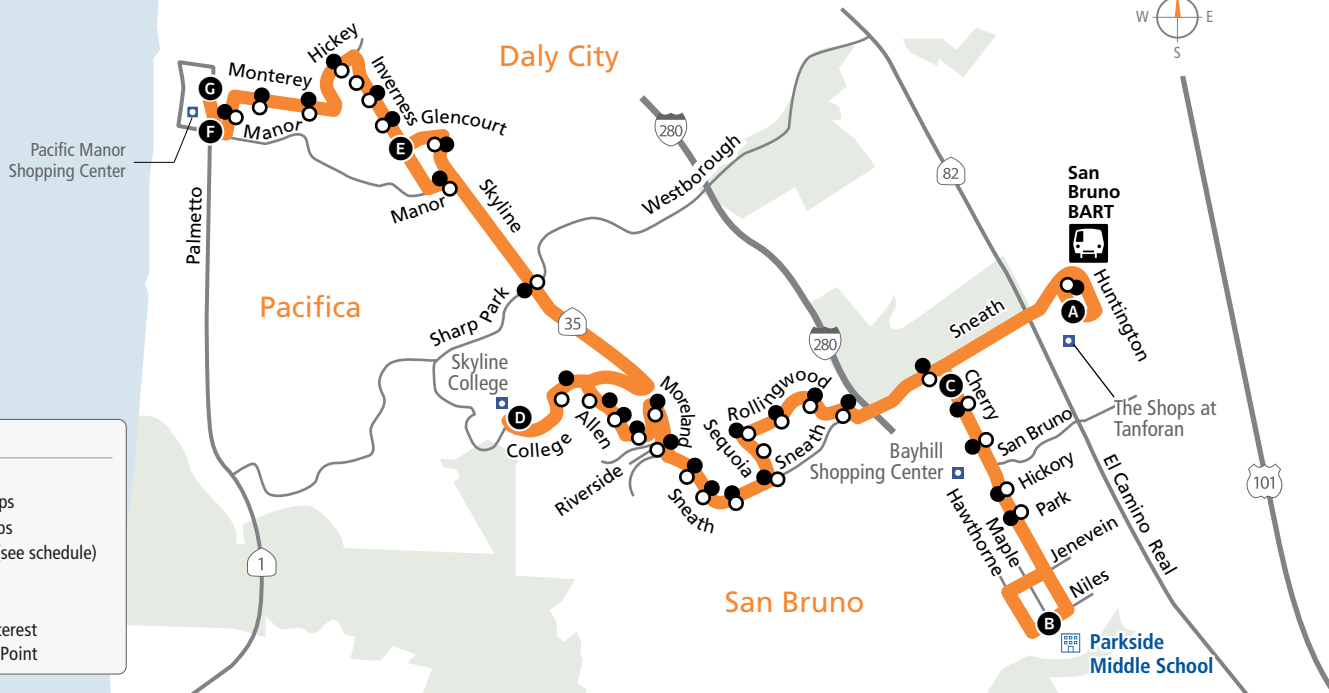 W
E
S
Daly City
Hickey
Monterey
Inverness
Glencourt
G
F
E
Manor
Pacific Manor
Shopping Center
Manor
Skyline
Palmetto
Westborough
280
82
San
Bruno
BART
Huntington
A
Sneath
Pacifica
Sharp Park
35
280
Skyline
College
D
College
Allen
Moreland
Riverside
Sneath
Sequoia
Rollingwood
Sneath
C
Cherry
San Bruno
The Shops at
Tanforan
Bayhill
Shopping Center
Hickory
Park
Hawthorne
Maple
Jenevein
Niles
El Camino Real
101
1
San Bruno
B
Parkside
Middle School
ps
ps
(see schedule)
terest
Point